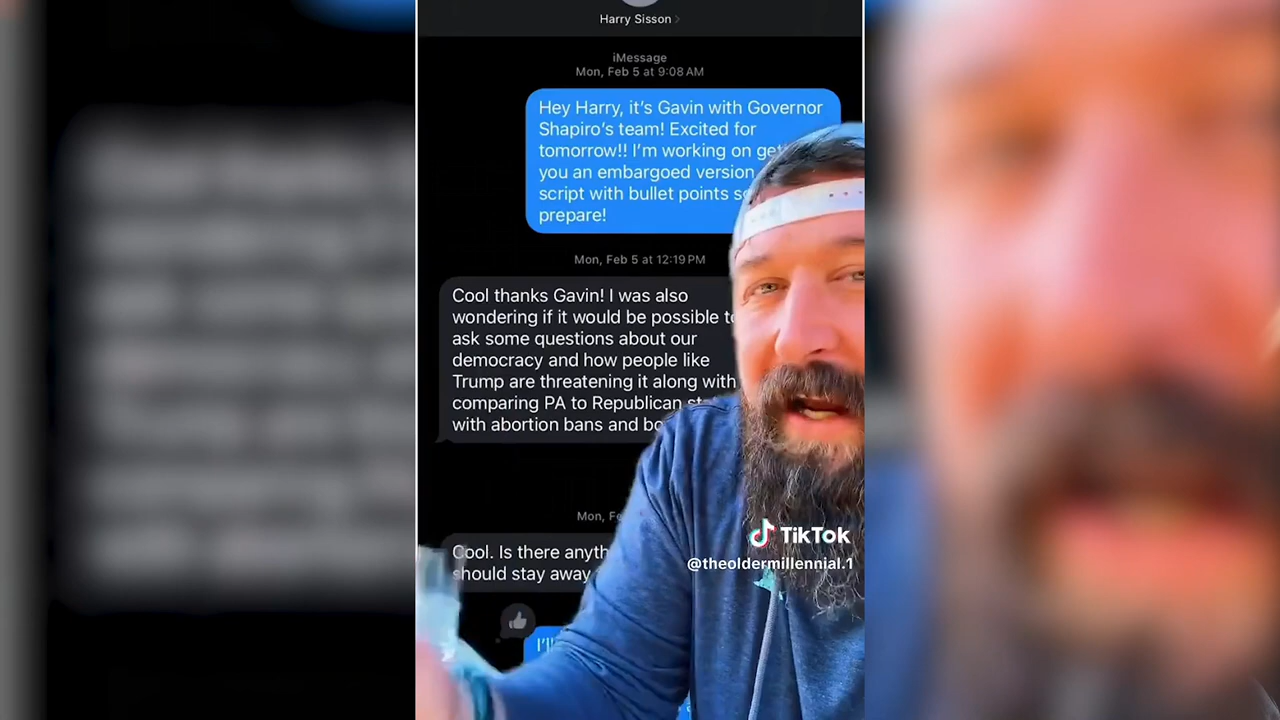 Harry Sisson
iMessage
Mon, Feb 5 at 9:08 AM
Hey Harry, it's Gavin with Governor
Shapiro's team! Excited for
tomorrow!! I'm working on
you an embargoed version
script with bullet points
prepare!
Mon, Feb 5 at 12:19 PM
Cool thanks Gavin! I was also
wondering if it would be possible
ask some questions about our
democracy and how people like
Trump are threatening it along with
comparing PA to Republican
with abortion bans and
Mon,
Cool. Is there
should stay away
TikTok
@theoldermillennial.1